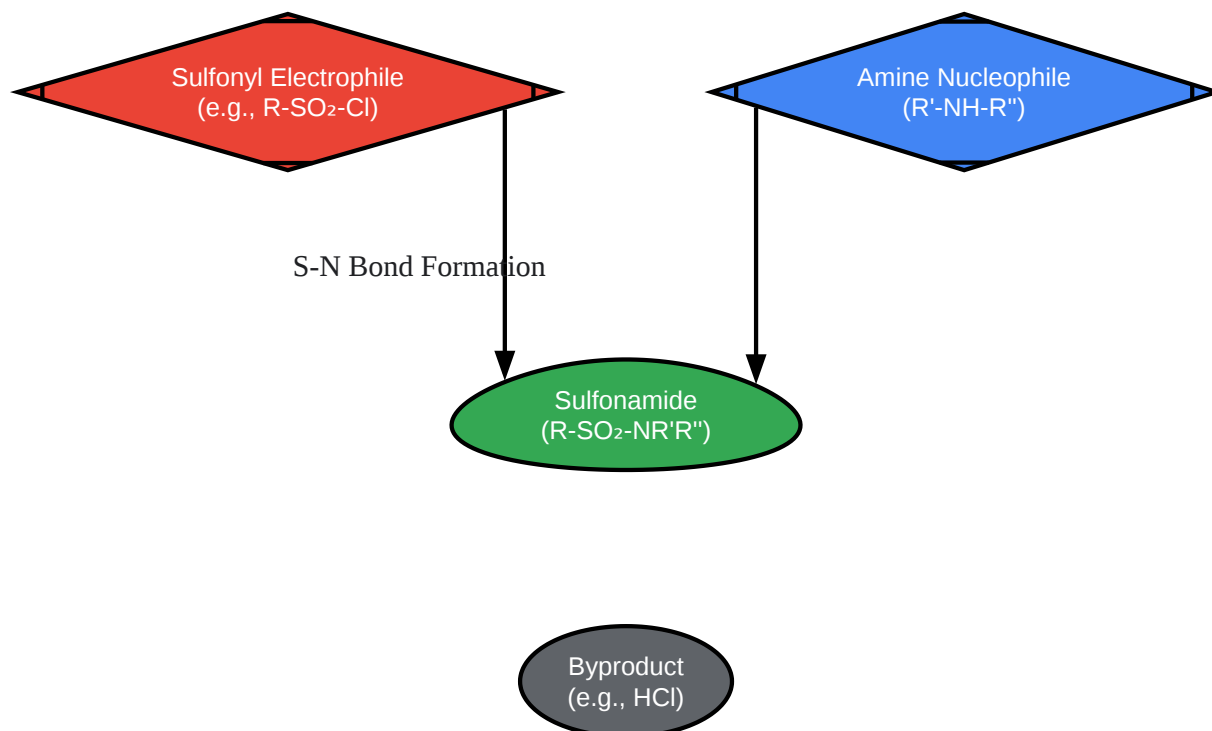 Sulfonyl Electrophile
(e.g., R-SO₂-Cl)
Amine Nucleophile
(R'-NH-R'')
S-N Bond Formation
Sulfonamide
(R-SO₂-NR'R'')
Byproduct
(e.g., HCl)